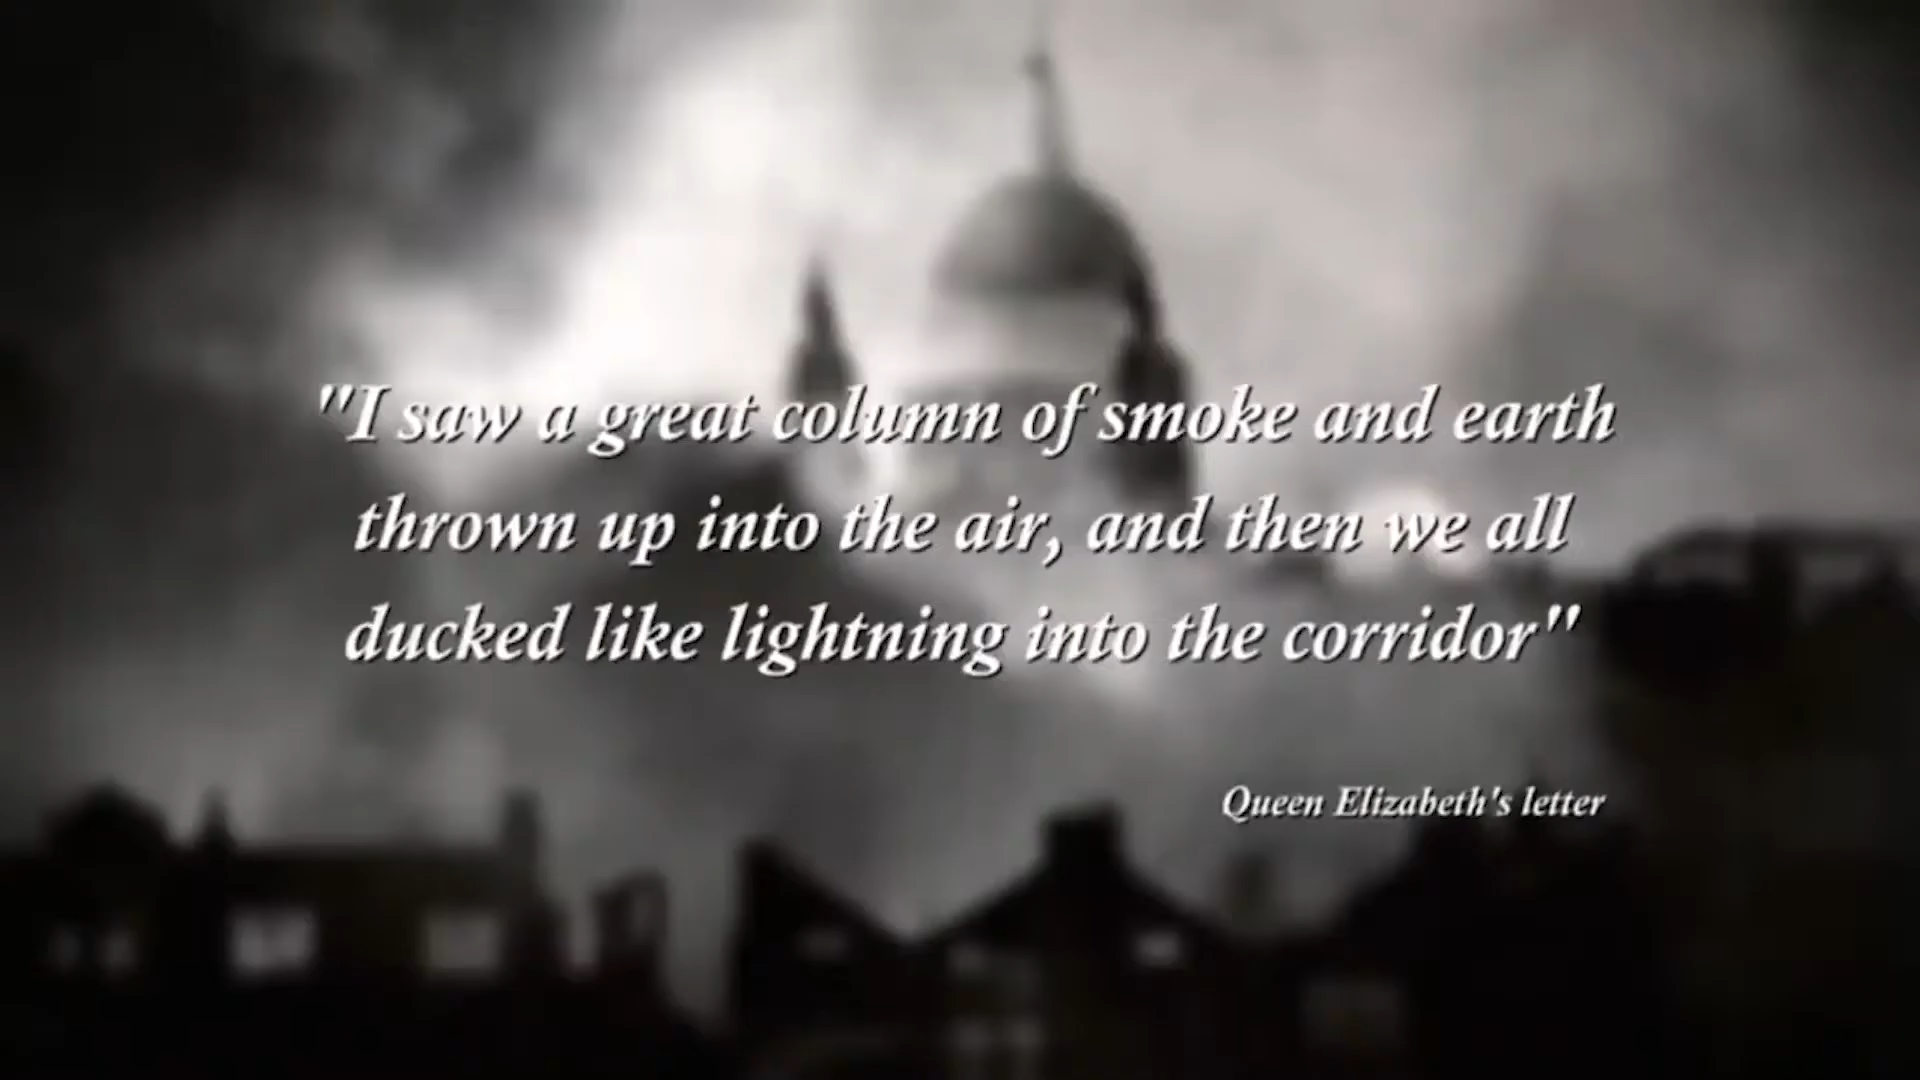 "I saw a great column of smoke and earth
thrown up into the air, and then we all
ducked like lightning into the corridor"
Queen Elizabeth's letter